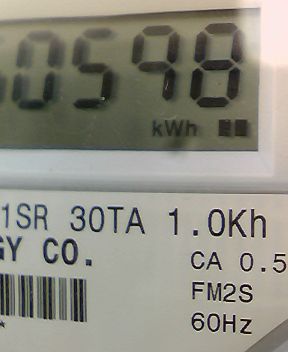 0598
kWh
1SR 30TA 1.0Kh
GY CO.
CA 0.5
FM2S
60Hz